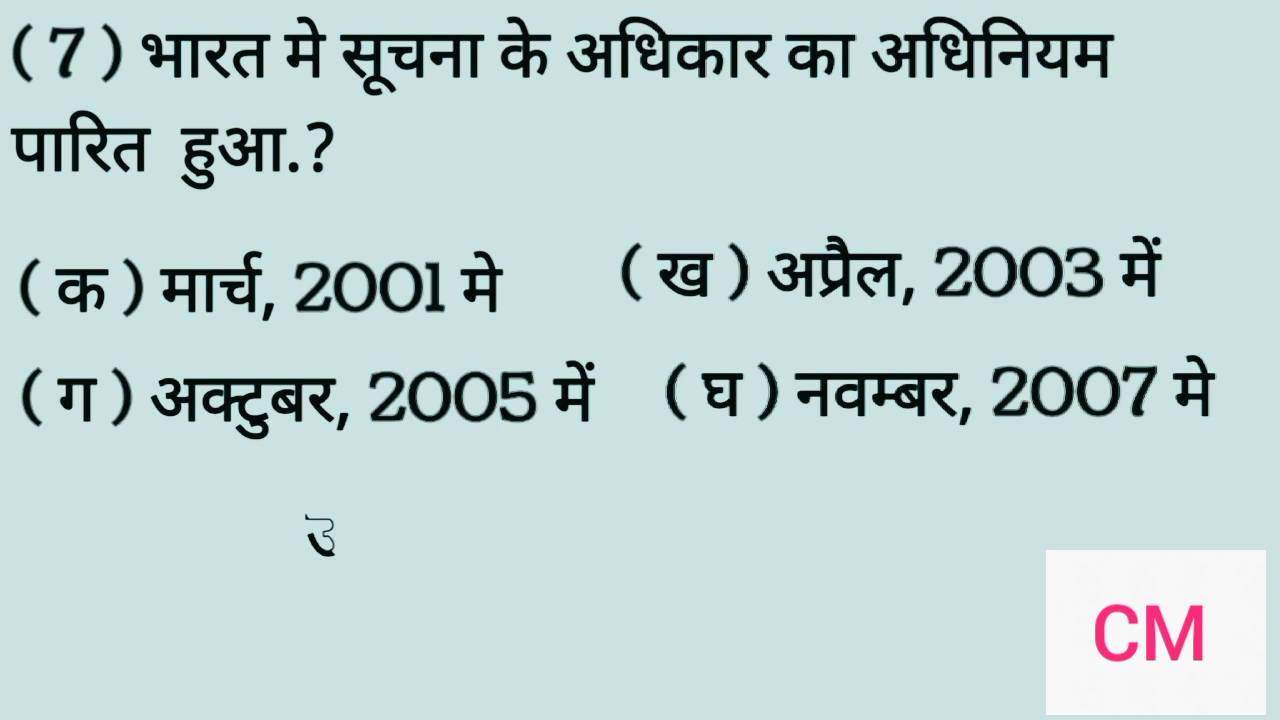 ( 7 ) भारत मे सूचना के अधिकार का अधिनियम
पारित हुआ.?
( क ) मार्च, 2001 मे ( ख ) अप्रैल, 2003 में
( ग ) अक्टुबर, 2005 में ( घ ) नवम्बर, 2007 मे
CM